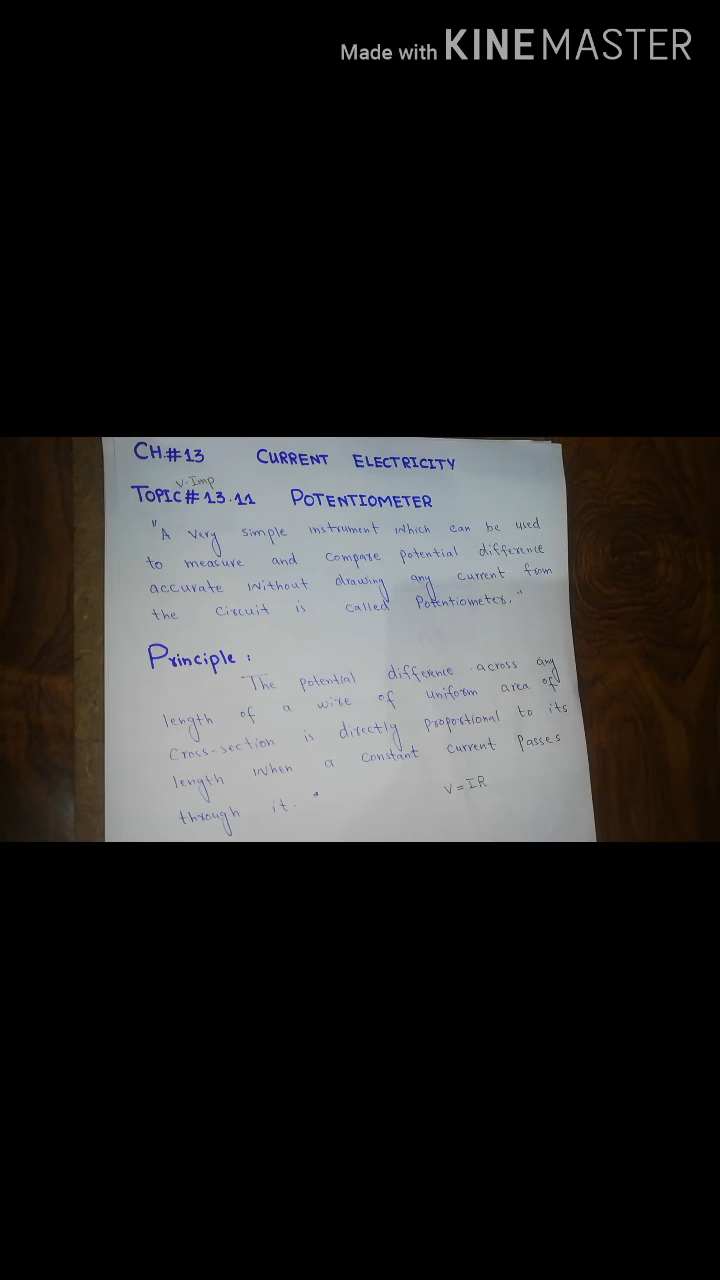 Made with KINEMASTER
CH.#13 CURRENT ELECTRICITY
V. Imp
TOPIC # 13.11 POTENTIOMETER
"A very simple instrument which can be used
to measure and compare potential difference
accurate without drawing any current from
the circuit is called Potentiometer."
Principle :
The potential difference across any
length of a wire of uniform area of
Cross-section is directly proportional to its
length when a constant current Passes
through it. "
V = IR